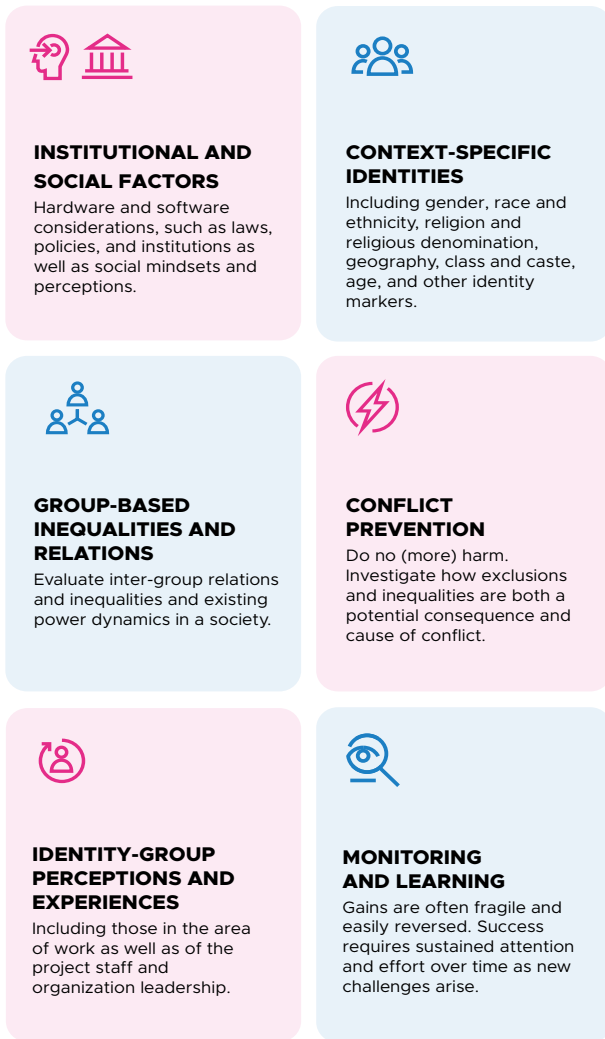 INSTITUTIONAL AND
SOCIAL FACTORS
Hardware and software
considerations, such as laws,
policies, and institutions as
well as social mindsets and
perceptions.
CONTEXT-SPECIFIC
IDENTITIES
Including gender, race and
ethnicity, religion and
religious denomination,
geography, class and caste,
age, and other identity
markers.
GROUP-BASED
INEQUALITIES AND
RELATIONS
Evaluate inter-group relations
and inequalities and existing
power dynamics in a society.
CONFLICT
PREVENTION
Do no (more) harm.
Investigate how exclusions
and inequalities are both a
potential consequence and
cause of conflict.
IDENTITY-GROUP
PERCEPTIONS AND
EXPERIENCES
Including those in the area
of work as well as of the
project staff and
organization leadership.
MONITORING
AND LEARNING
Gains are often fragile and
easily reversed. Success
requires sustained attention
and effort over time as new
challenges arise.